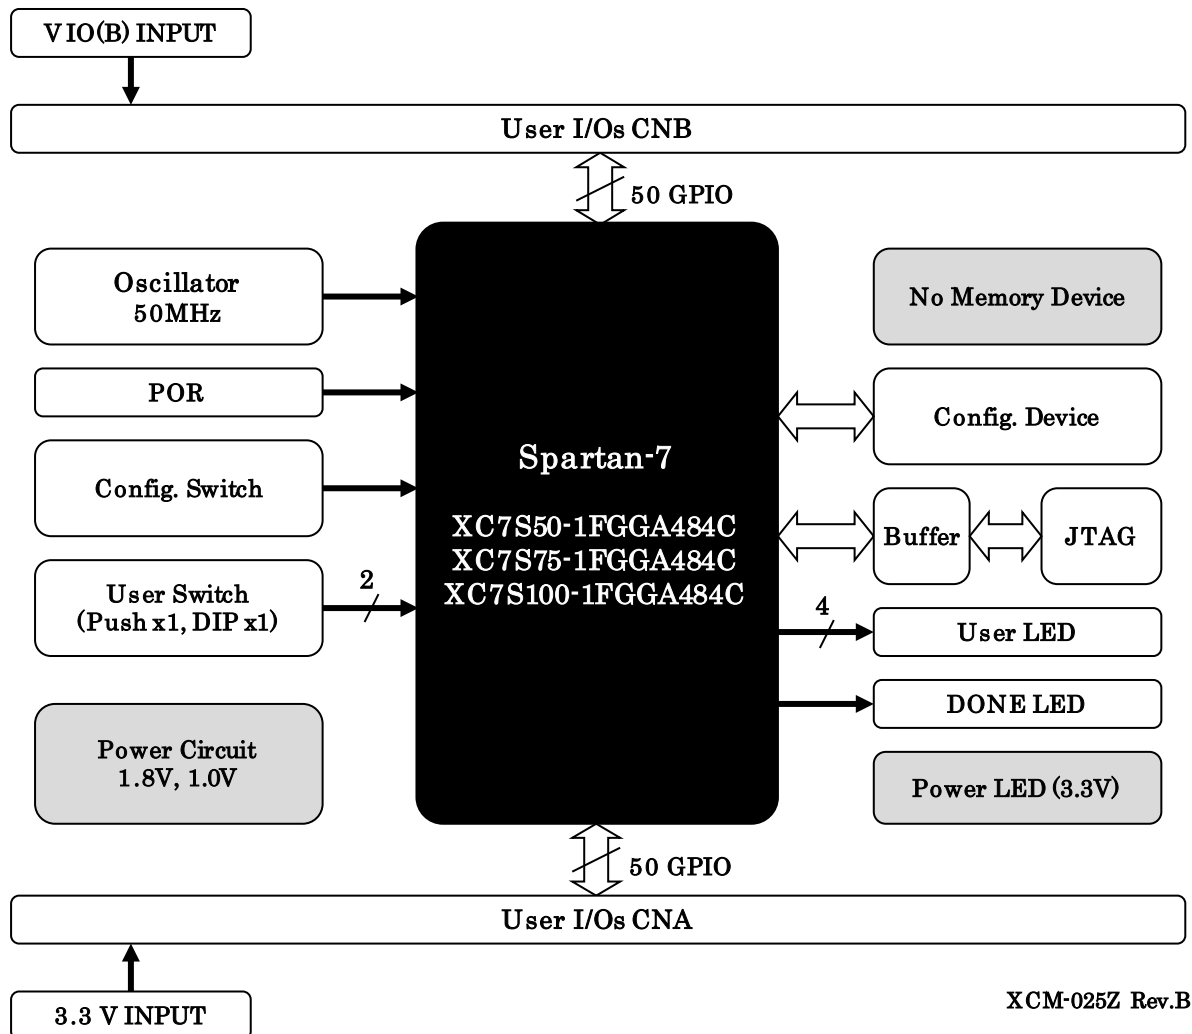 VIO(B) INPUT
User I/Os CNB
50 GPIO
Oscillator
50MHz
No Memory Device
POR
Config. Device
Config. Switch
Spartan-7
XC7S50-1FGGA484C
XC7S75-1FGGA484C
XC7S100-1FGGA484C
Buffer
JTAG
User Switch
(Push x1, DIP x1)
2
4
User LED
DONE LED
Power Circuit
1.8V, 1.0V
Power LED (3.3V)
50 GPIO
User I/Os CNA
3.3 V INPUT
XCM-025Z Rev.B